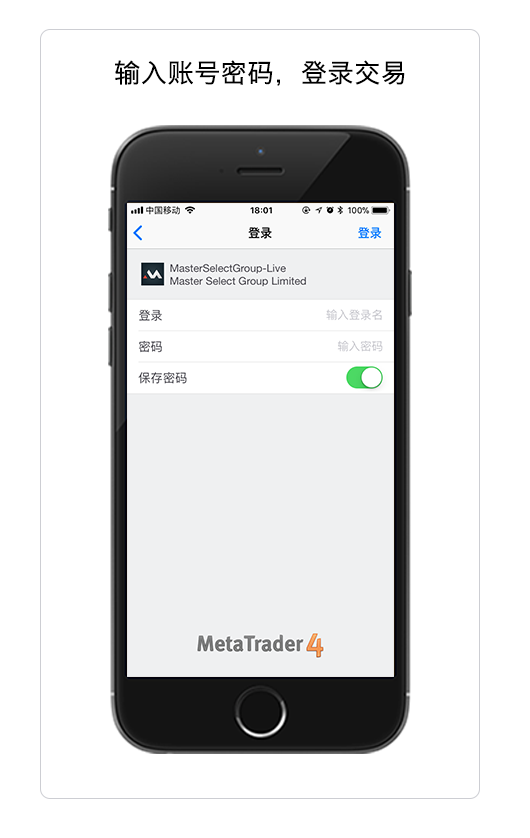 输入账号密码，登录交易
中国移动 18:01 100%
登录 登录
MasterSelectGroup-Live
Master Select Group Limited
登录 输入登录名
密码 输入密码
保存密码
MetaTrader 4